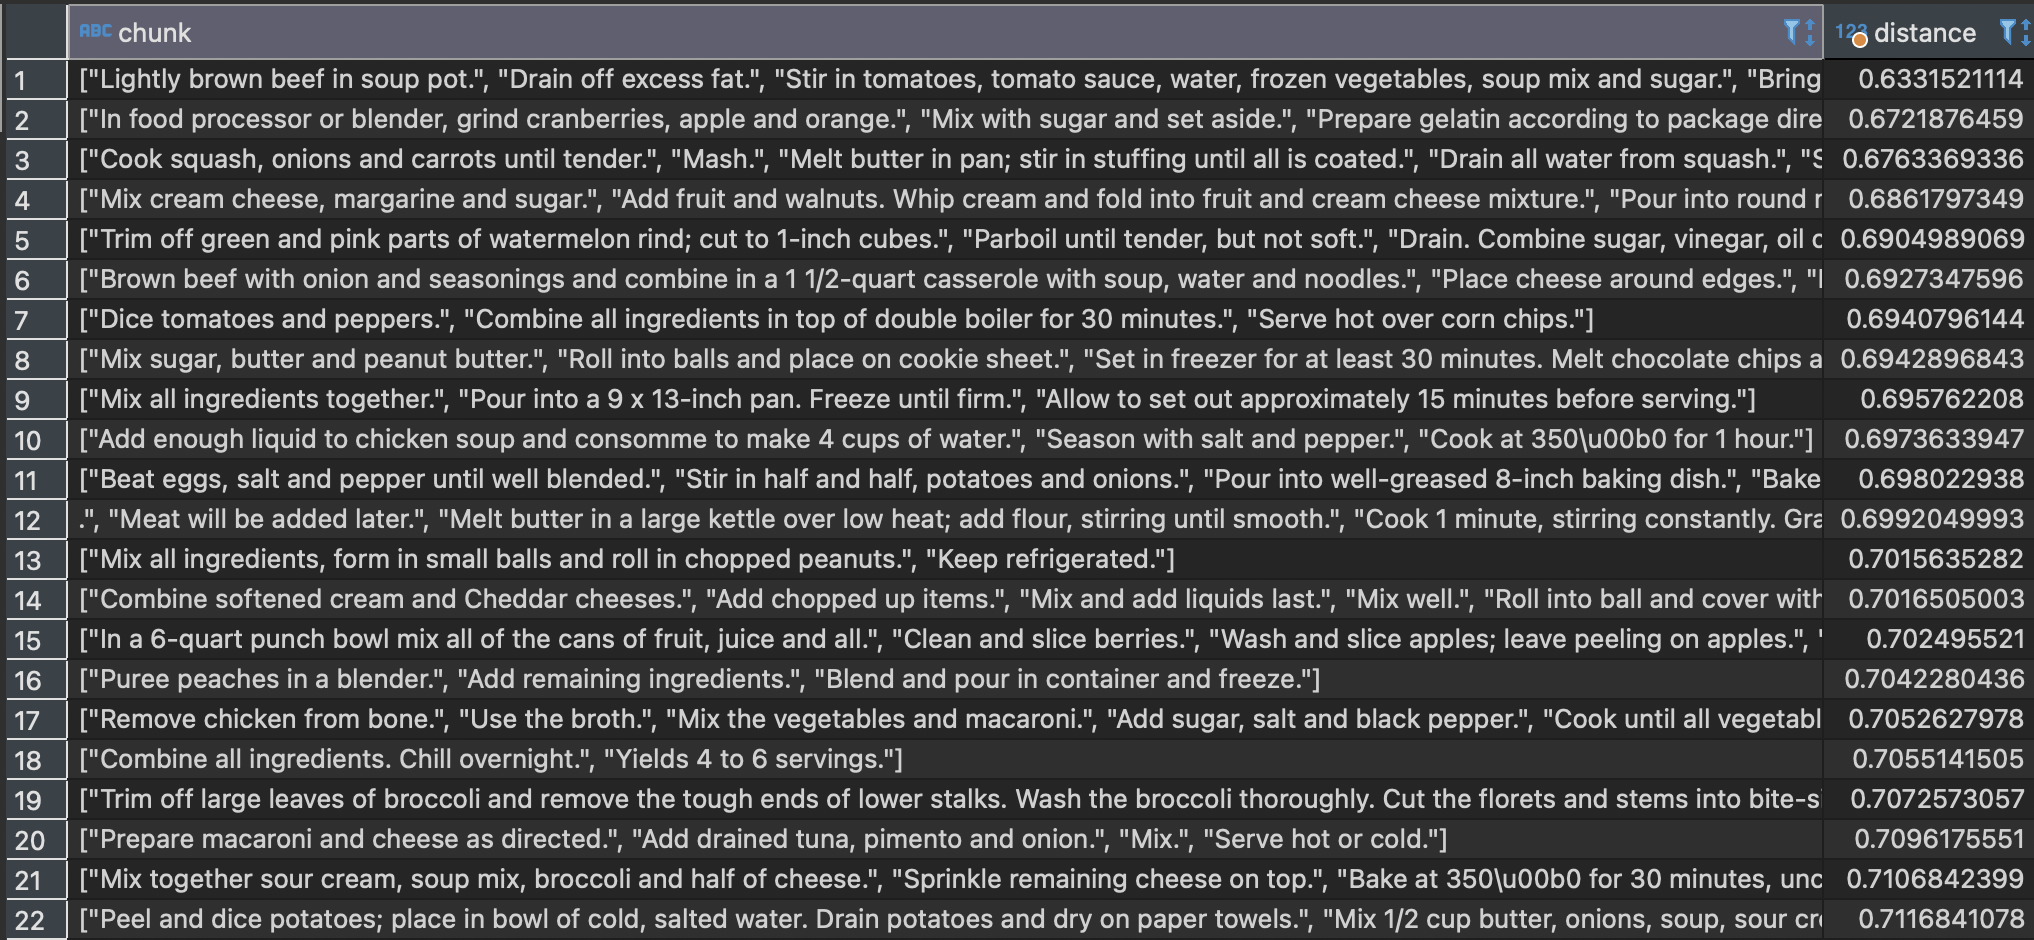 ABC chunk 123 distance
1 ["Lightly brown beef in soup pot.", "Drain off excess fat.", "Stir in tomatoes, tomato sauce, water, frozen vegetables, soup mix and sugar.", "Bring 0.6331521114
2 ["In food processor or blender, grind cranberries, apple and orange.", "Mix with sugar and set aside.", "Prepare gelatin according to package dire 0.6721876459
3 ["Cook squash, onions and carrots until tender.", "Mash.", "Melt butter in pan; stir in stuffing until all is coated.", "Drain all water from squash.", "S 0.6763369336
4 ["Mix cream cheese, margarine and sugar.", "Add fruit and walnuts. Whip cream and fold into fruit and cream cheese mixture.", "Pour into round r 0.6861797349
5 ["Trim off green and pink parts of watermelon rind; cut to 1-inch cubes.", "Parboil until tender, but not soft.", "Drain. Combine sugar, vinegar, oil c 0.6904989069
6 ["Brown beef with onion and seasonings and combine in a 1 1/2-quart casserole with soup, water and noodles.", "Place cheese around edges.", " 0.6927347596
7 ["Dice tomatoes and peppers.", "Combine all ingredients in top of double boiler for 30 minutes.", "Serve hot over corn chips."] 0.6940796144
8 ["Mix sugar, butter and peanut butter.", "Roll into balls and place on cookie sheet.", "Set in freezer for at least 30 minutes. Melt chocolate chips a 0.6942896843
9 ["Mix all ingredients together.", "Pour into a 9 x 13-inch pan. Freeze until firm.", "Allow to set out approximately 15 minutes before serving."] 0.695762208
10 ["Add enough liquid to chicken soup and consomme to make 4 cups of water.", "Season with salt and pepper.", "Cook at 350\u00b0 for 1 hour."] 0.6973633947
11 ["Beat eggs, salt and pepper until well blended.", "Stir in half and half, potatoes and onions.", "Pour into well-greased 8-inch baking dish.", "Bake 0.698022938
12 .", "Meat will be added later.", "Melt butter in a large kettle over low heat; add flour, stirring until smooth.", "Cook 1 minute, stirring constantly. Gra 0.6992049993
13 ["Mix all ingredients, form in small balls and roll in chopped peanuts.", "Keep refrigerated."] 0.7015635282
14 ["Combine softened cream and Cheddar cheeses.", "Add chopped up items.", "Mix and add liquids last.", "Mix well.", "Roll into ball and cover with 0.7016505003
15 ["In a 6-quart punch bowl mix all of the cans of fruit, juice and all.", "Clean and slice berries.", "Wash and slice apples; leave peeling on apples.", " 0.702495521
16 ["Puree peaches in a blender.", "Add remaining ingredients.", "Blend and pour in container and freeze."] 0.7042280436
17 ["Remove chicken from bone.", "Use the broth.", "Mix the vegetables and macaroni.", "Add sugar, salt and black pepper.", "Cook until all vegetabl 0.7052627978
18 ["Combine all ingredients. Chill overnight.", "Yields 4 to 6 servings."] 0.7055141505
19 ["Trim off large leaves of broccoli and remove the tough ends of lower stalks. Wash the broccoli thoroughly. Cut the florets and stems into bite-si 0.7072573057
20 ["Prepare macaroni and cheese as directed.", "Add drained tuna, pimento and onion.", "Mix.", "Serve hot or cold."] 0.7096175551
21 ["Mix together sour cream, soup mix, broccoli and half of cheese.", "Sprinkle remaining cheese on top.", "Bake at 350\u00b0 for 30 minutes, unc 0.7106842399
22 ["Peel and dice potatoes; place in bowl of cold, salted water. Drain potatoes and dry on paper towels.", "Mix 1/2 cup butter, onions, soup, sour cr 0.7116841078